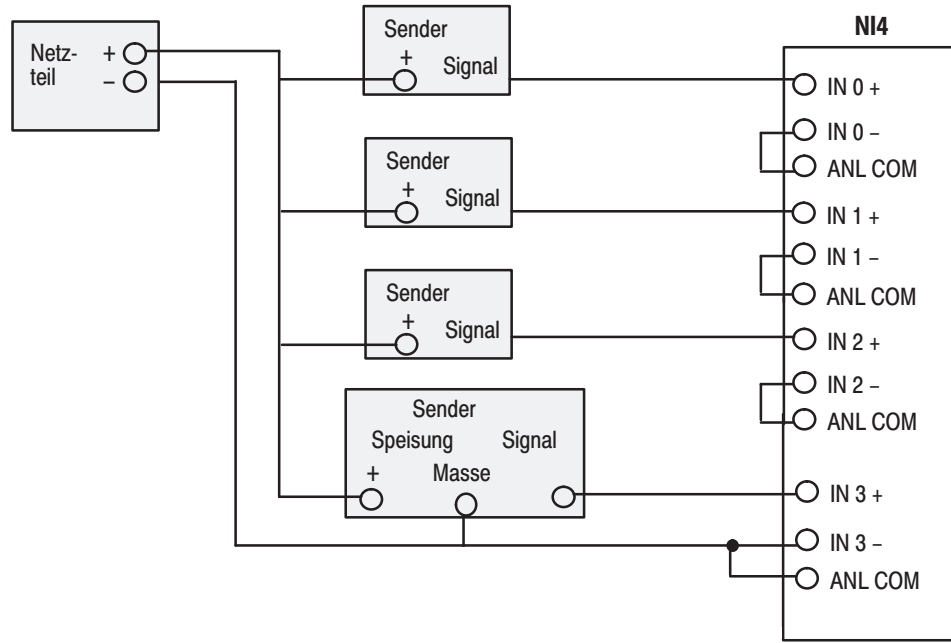 NI4
Netz-
teil
+
–
Sender
+
Signal
IN 0 +
IN 0 –
ANL COM
Sender
+
Signal
IN 1 +
IN 1 –
ANL COM
Sender
+
Signal
IN 2 +
IN 2 –
ANL COM
Sender
Speisung
Signal
+
Masse
IN 3 +
IN 3 –
ANL COM